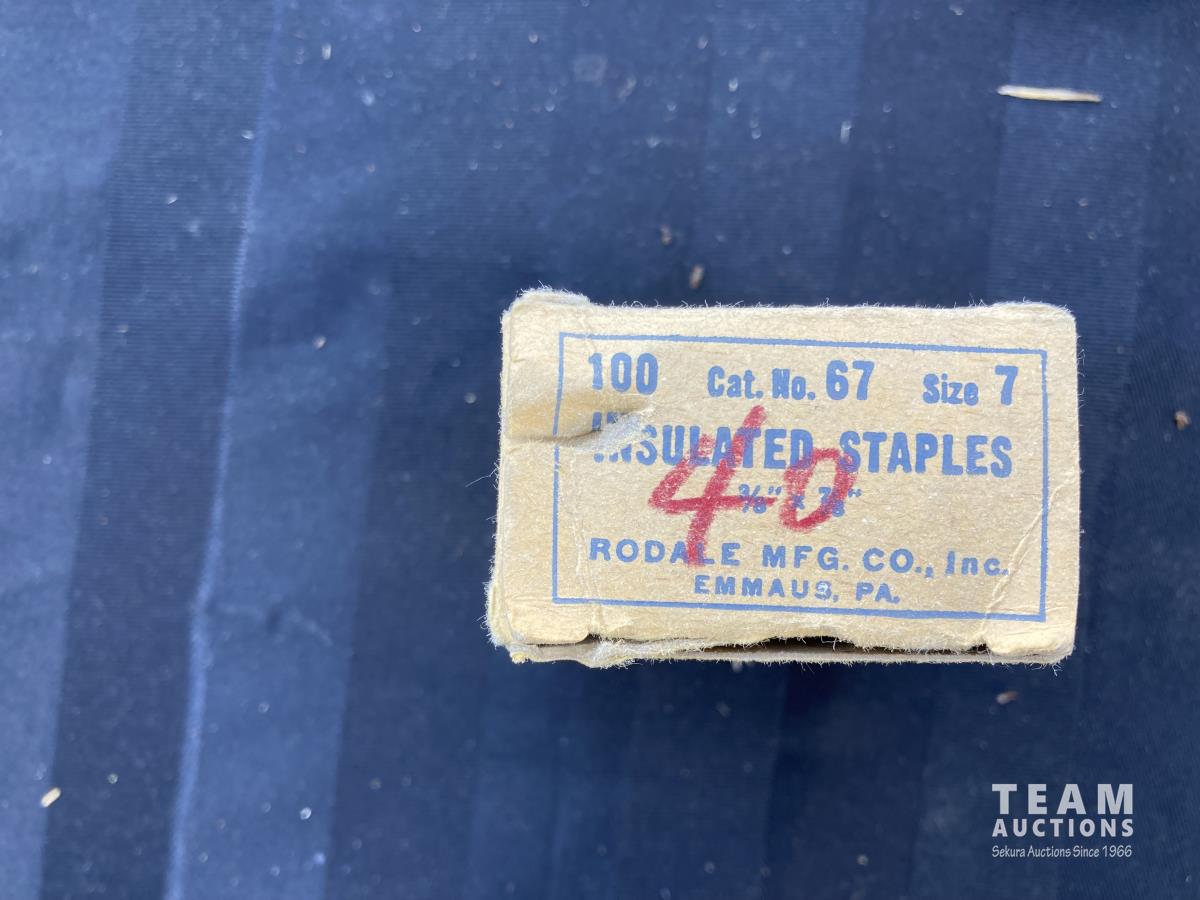 100 Cat. No. 67 Size 7
INSULATED STAPLES
40
RODALE MFG. CO., Inc.
EMMAUS, PA.
TEAM
AUCTIONS
Sekura Auctions Since 1966